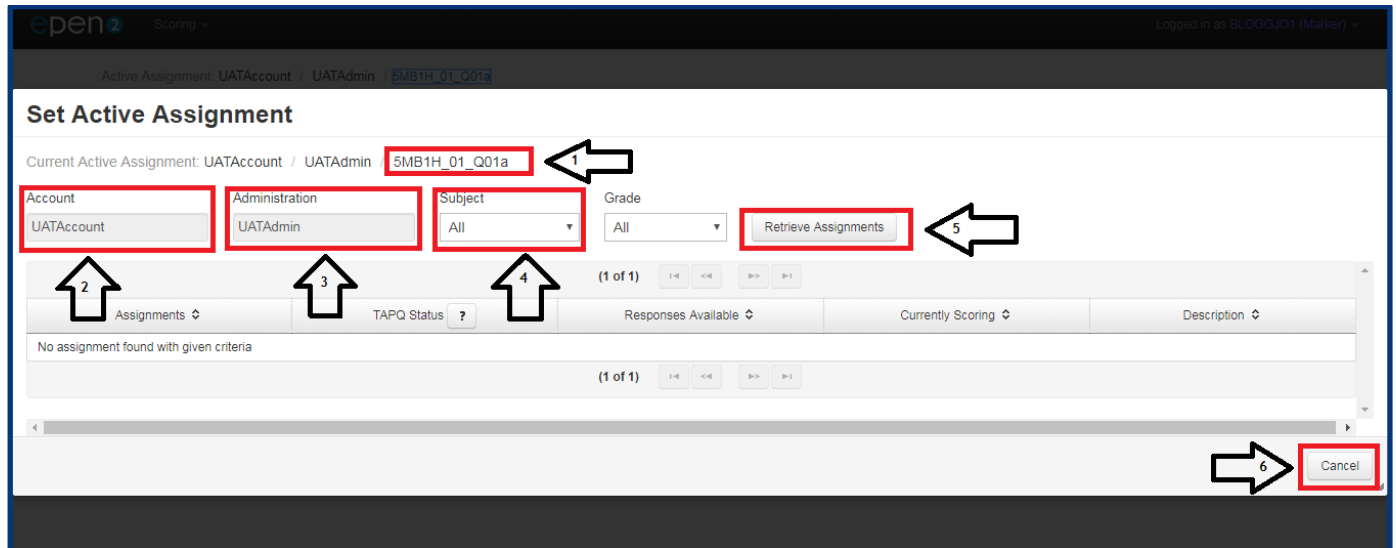 epen2 Scoring Logged in as BLOGGJO1 (Marker)
Active Assignment: UATAccount / UATAdmin / 5MB1H_01_Q01a
Set Active Assignment
Current Active Assignment: UATAccount / UATAdmin / 5MB1H_01_Q01a 1
Account Administration Subject Grade
UATAccount UATAdmin All All Retrieve Assignments 5
2 3 4 (1 of 1)
Assignments TAPQ Status ? Responses Available Currently Scoring Description
No assignment found with given criteria
(1 of 1)
6 Cancel